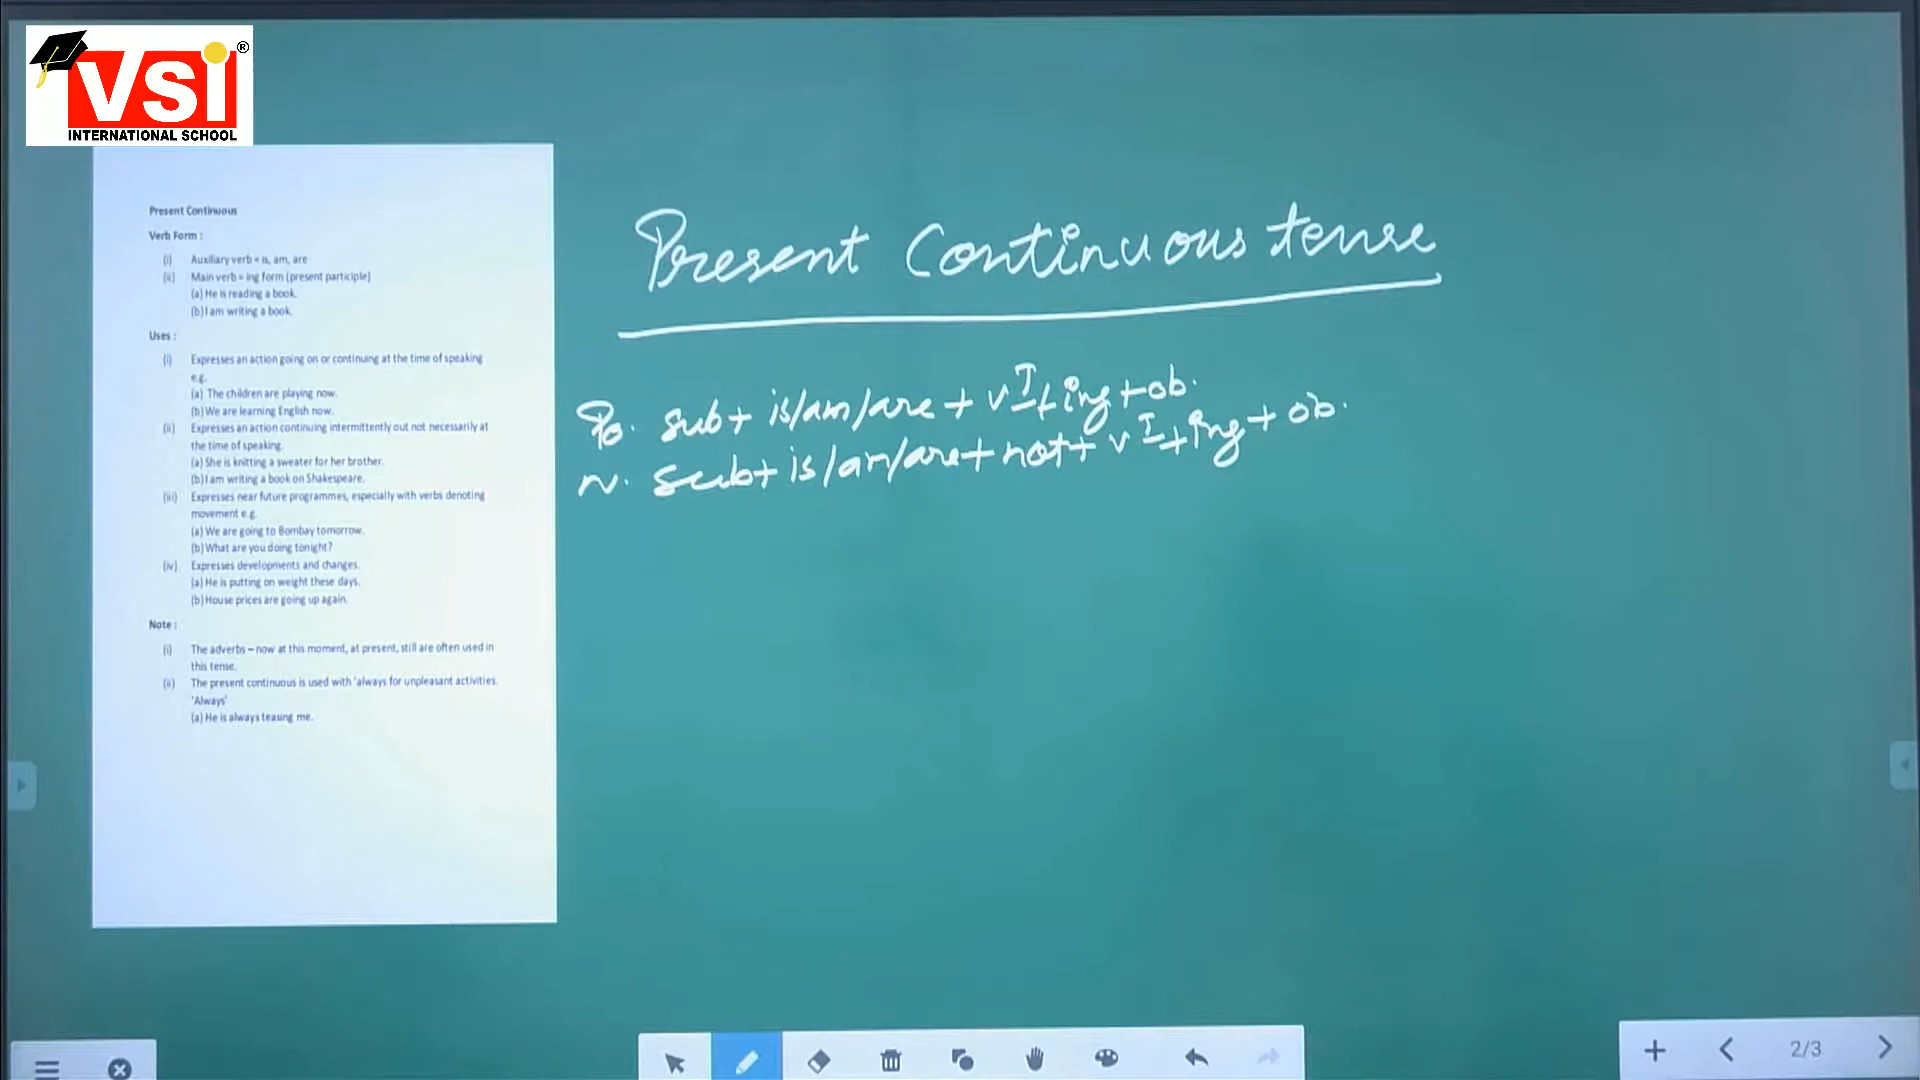 VSI ®
INTERNATIONAL SCHOOL
Present Continuous
Verb Form :
(i) Auxiliary verb = is, am, are
(ii) Main verb = ing form (present participle)
(a) He is reading a book.
(b) I am writing a book.
Uses :
(i) Expresses an action going on or continuing at the time of speaking
e.g.
(a) The children are playing now.
(b) We are learning English now.
(ii) Expresses an action continuing intermittently out not necessarily at
the time of speaking.
(a) She is knitting a sweater for her brother.
(b) I am writing a book on Shakespeare.
(iii) Expresses near future programmes, especially with verbs denoting
movement e.g.
(a) We are going to Bombay tomorrow.
(b) What are you doing tonight?
(iv) Expresses developments and changes.
(a) He is putting on weight these days.
(b) House prices are going up again.
Note :
(i) The adverbs – now at this moment, at present, still are often used in
this tense.
(ii) The present continuous is used with 'always for unpleasant activities.
'Always'
(a) He is always teasing me.
Present Continuous tense
Po. Sub + is/am/are + v I + ing + ob.
N. Sub + is/am/are + not + v I + ing + ob.
2/3